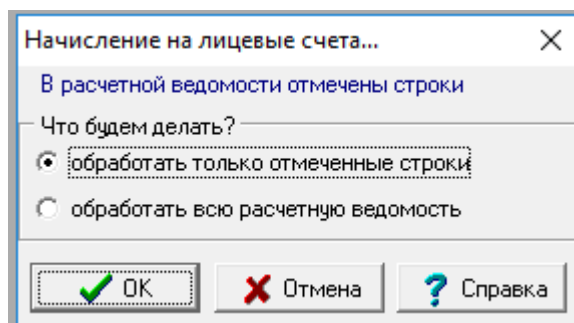 Начисление на лицевые счета...
В расчетной ведомости отмечены строки
Что будем делать?
обработать только отмеченные строки
обработать всю расчетную ведомость
OK Отмена Справка